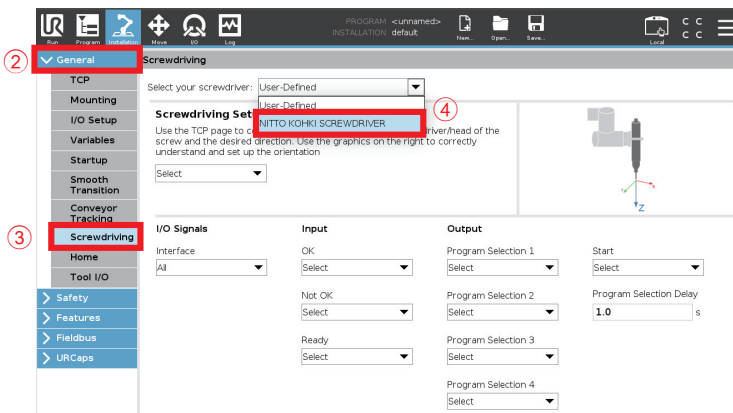 PROGRAM <unnamed>
INSTALLATION default
Run Program Installation Move I/O Log New... Open... Save... Local
C C
C C
② General
Screwdriving
TCP
Mounting
I/O Setup
Variables
Startup
Smooth
Transition
Conveyor
Tracking
③ Screwdriving
Home
Tool I/O
Safety
Features
Fieldbus
URCaps
Select your screwdriver: User-Defined
User-Defined
NITTO KOHKI SCREWDRIVER
④
Screwdriving Set
Use the TCP page to river/head of the
screw and the desired direction. Use the graphics on the right to correctly
understand and set up the orientation
Select
Z
I/O Signals Input Output
Interface OK Program Selection 1 Start
All Select Select Select
Not OK Program Selection 2 Program Selection Delay
Select Select 1.0 s
Ready Program Selection 3
Select Select
Program Selection 4
Select